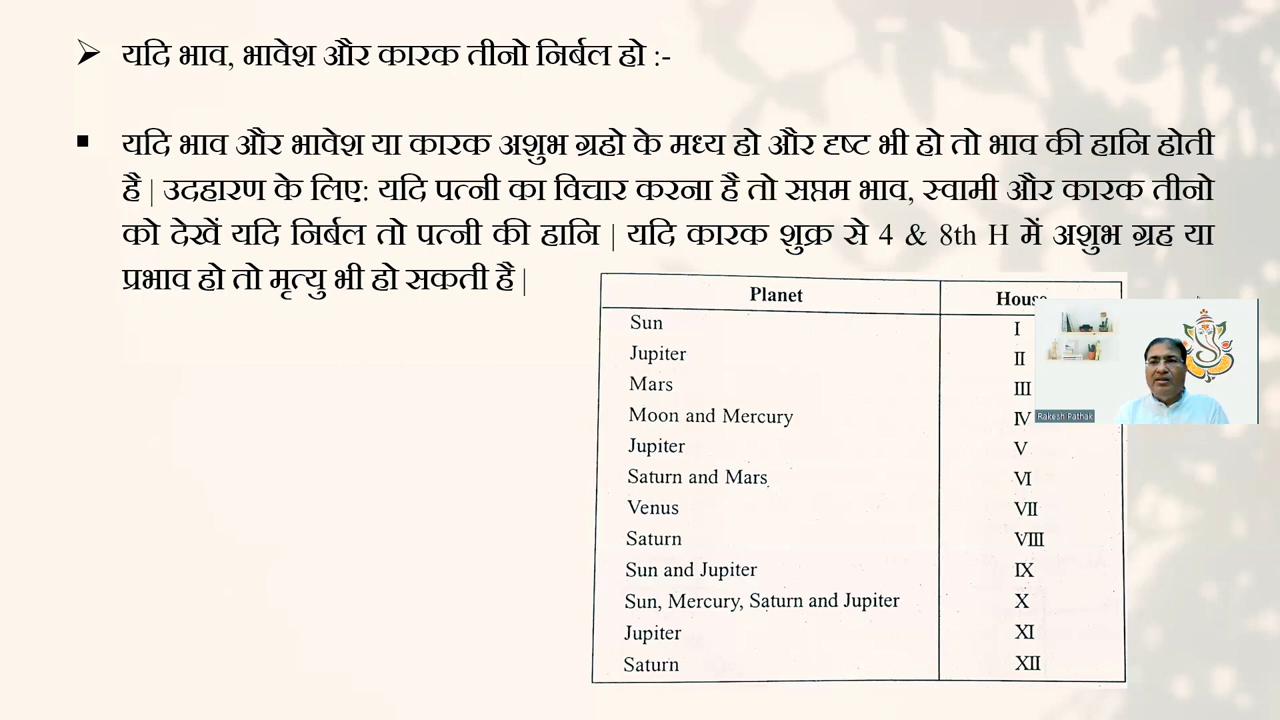 यदि भाव, भावेश और कारक तीनो निर्बल हो :-
यदि भाव और भावेश या कारक अशुभ ग्रहो के मध्य हो और दृष्ट भी हो तो भाव की हानि होती
है | उदहारण के लिए: यदि पत्नी का विचार करना है तो सप्तम भाव, स्वामी और कारक तीनो
को देखें यदि निर्बल तो पत्नी की हानि | यदि कारक शुक्र से 4 & 8th H में अशुभ ग्रह या
प्रभाव हो तो मृत्यु भी हो सकती है |
Planet
Sun I
Jupiter II
Mars III
Moon and Mercury IV
Jupiter V
Saturn and Mars VI
Venus VII
Saturn VIII
Sun and Jupiter IX
Sun, Mercury, Saturn and Jupiter X
Jupiter XI
Saturn XII
Rakesh Pathak